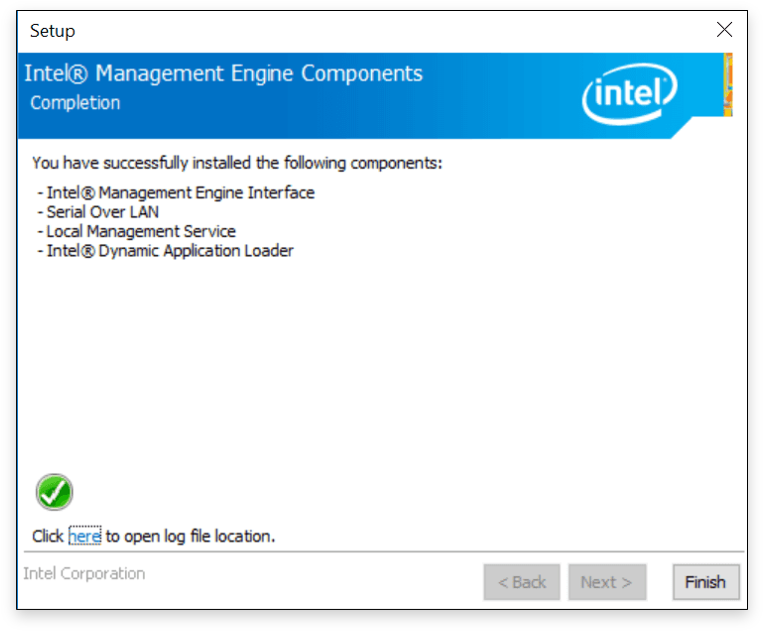 Setup
Intel® Management Engine Components
Completion
intel
You have successfully installed the following components:
- Intel® Management Engine Interface
- Serial Over LAN
- Local Management Service
- Intel® Dynamic Application Loader
Click here to open log file location.
Intel Corporation
< Back Next > Finish